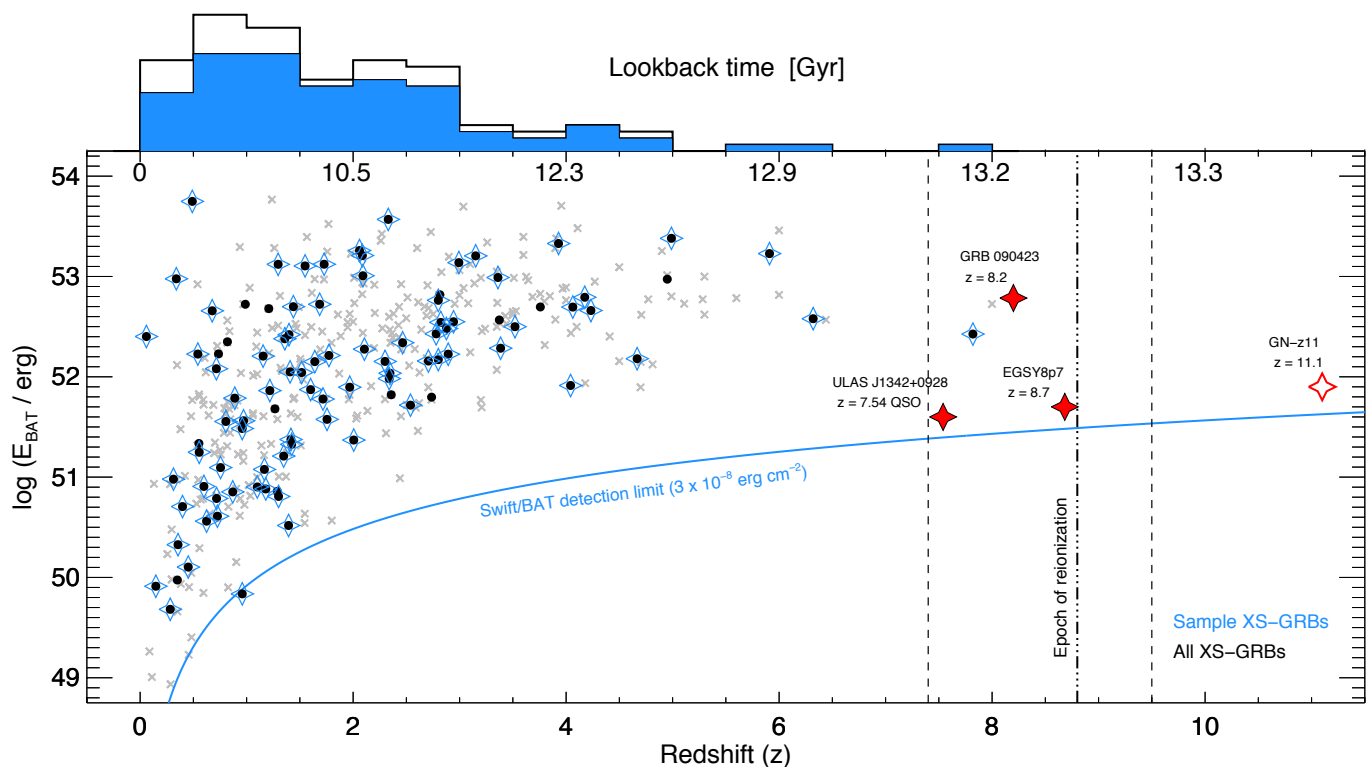 Lookback time [Gyr]
0 10.5 12.3 12.9 13.2 13.3
54
53
52
51
50
49
log (E_BAT / erg)
GRB 090423
z = 8.2
GN−z11
z = 11.1
ULAS J1342+0928
z = 7.54 QSO
EGSY8p7
z = 8.7
Swift/BAT detection limit (3 x 10⁻⁸ erg cm⁻²)
Epoch of reionization
Sample XS−GRBs
All XS−GRBs
0 2 4 6 8 10
Redshift (z)